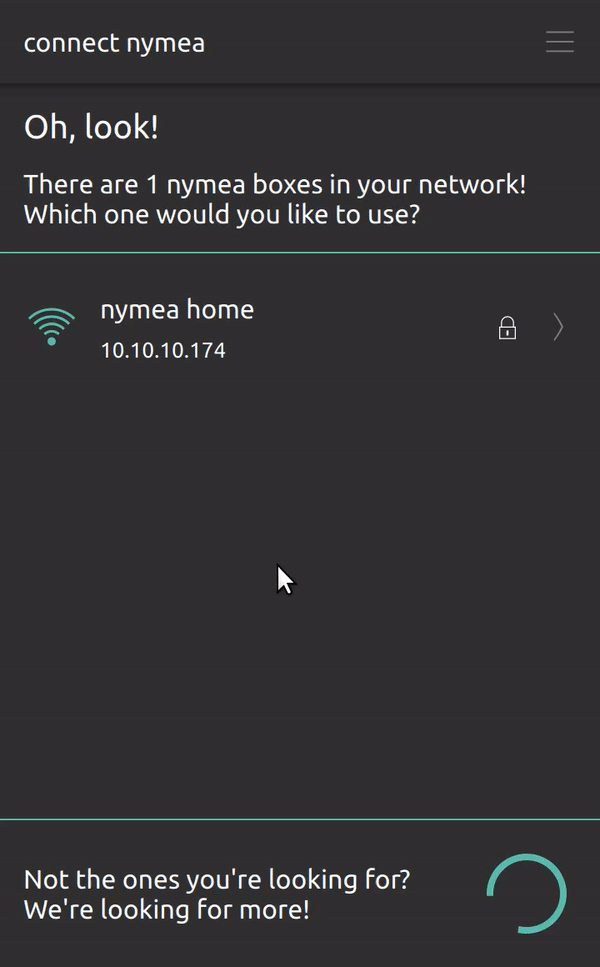 connect nymea
Oh, look!
There are 1 nymea boxes in your network!
Which one would you like to use?
nymea home
10.10.10.174
Not the ones you're looking for?
We're looking for more!